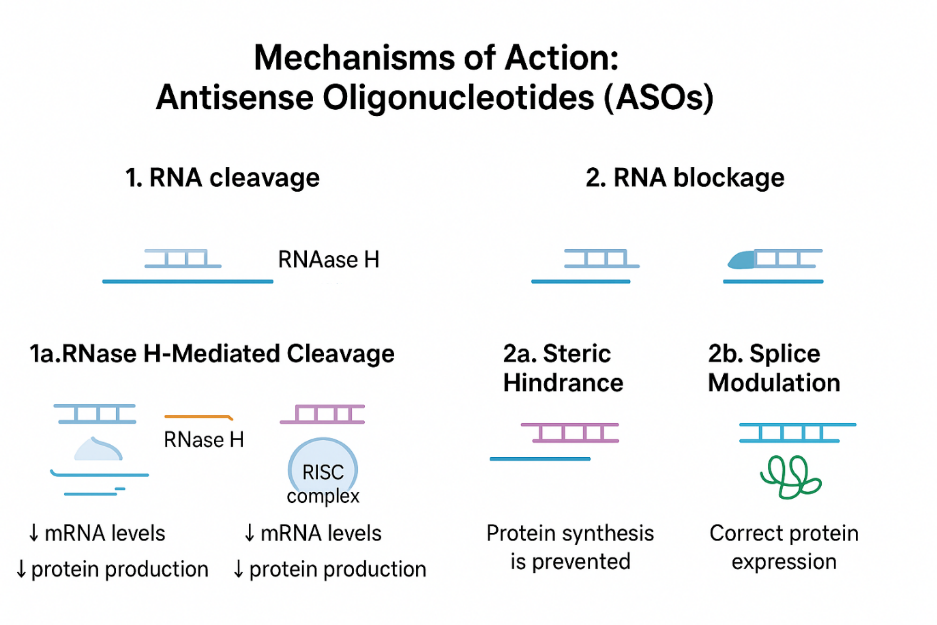 Mechanisms of Action:
Antisense Oligonucleotides (ASOs)
1. RNA cleavage
2. RNA blockage
RNAase H
1a.RNase H-Mediated Cleavage
2a. Steric
Hindrance
2b. Splice
Modulation
RNase H
RISC
complex
↓ mRNA levels
↓ protein production
↓ mRNA levels
↓ protein production
Protein synthesis
is prevented
Correct protein
expression